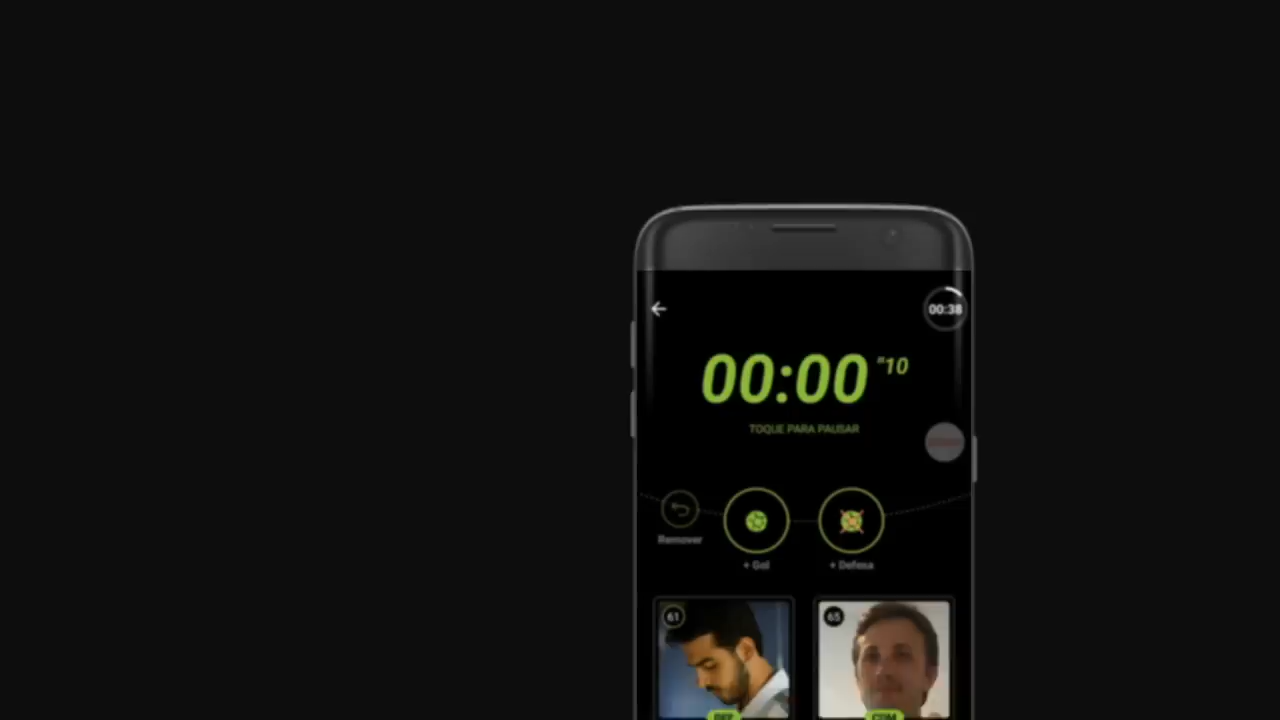 00:38
00:00 "10
TOQUE PARA PAUSAR
Remover
+ Gol
+ Defesa
61
65